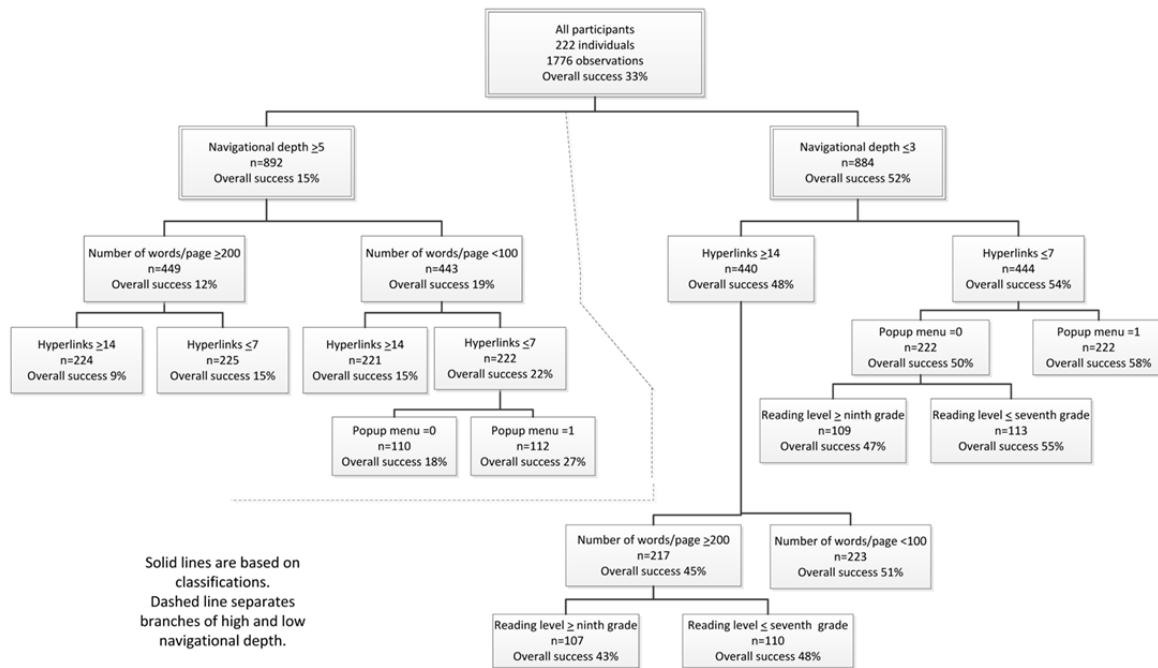 All participants
222 individuals
1776 observations
Overall success 33%
Navigational depth ≥5
n=892
Overall success 15%
Navigational depth ≤3
n=884
Overall success 52%
Number of words/page ≥200
n=449
Overall success 12%
Number of words/page <100
n=443
Overall success 19%
Hyperlinks ≥14
n=440
Overall success 48%
Hyperlinks ≤7
n=444
Overall success 54%
Hyperlinks ≥14
n=224
Overall success 9%
Hyperlinks ≤7
n=225
Overall success 15%
Hyperlinks ≥14
n=221
Overall success 15%
Hyperlinks ≤7
n=222
Overall success 22%
Popup menu =0
n=222
Overall success 50%
Popup menu =1
n=222
Overall success 58%
Popup menu =0
n=110
Overall success 18%
Popup menu =1
n=112
Overall success 27%
Reading level ≥ ninth grade
n=109
Overall success 47%
Reading level ≤ seventh grade
n=113
Overall success 55%
Number of words/page ≥200
n=217
Overall success 45%
Number of words/page <100
n=223
Overall success 51%
Reading level ≥ ninth grade
n=107
Overall success 43%
Reading level ≤ seventh grade
n=110
Overall success 48%
Solid lines are based on
classifications.
Dashed line separates
branches of high and low
navigational depth.